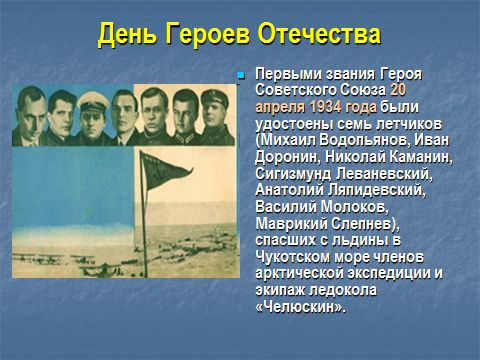 День Героев Отечества
Первыми звания Героя
Советского Союза 20
апреля 1934 года были
удостоены семь летчиков
(Михаил Водопьянов, Иван
Доронин, Николай Каманин,
Сигизмунд Леваневский,
Анатолий Ляпидевский,
Василий Молоков,
Маврикий Слепнев),
спасших с льдины в
Чукотском море членов
арктической экспедиции и
экипаж ледокола
«Челюскин».